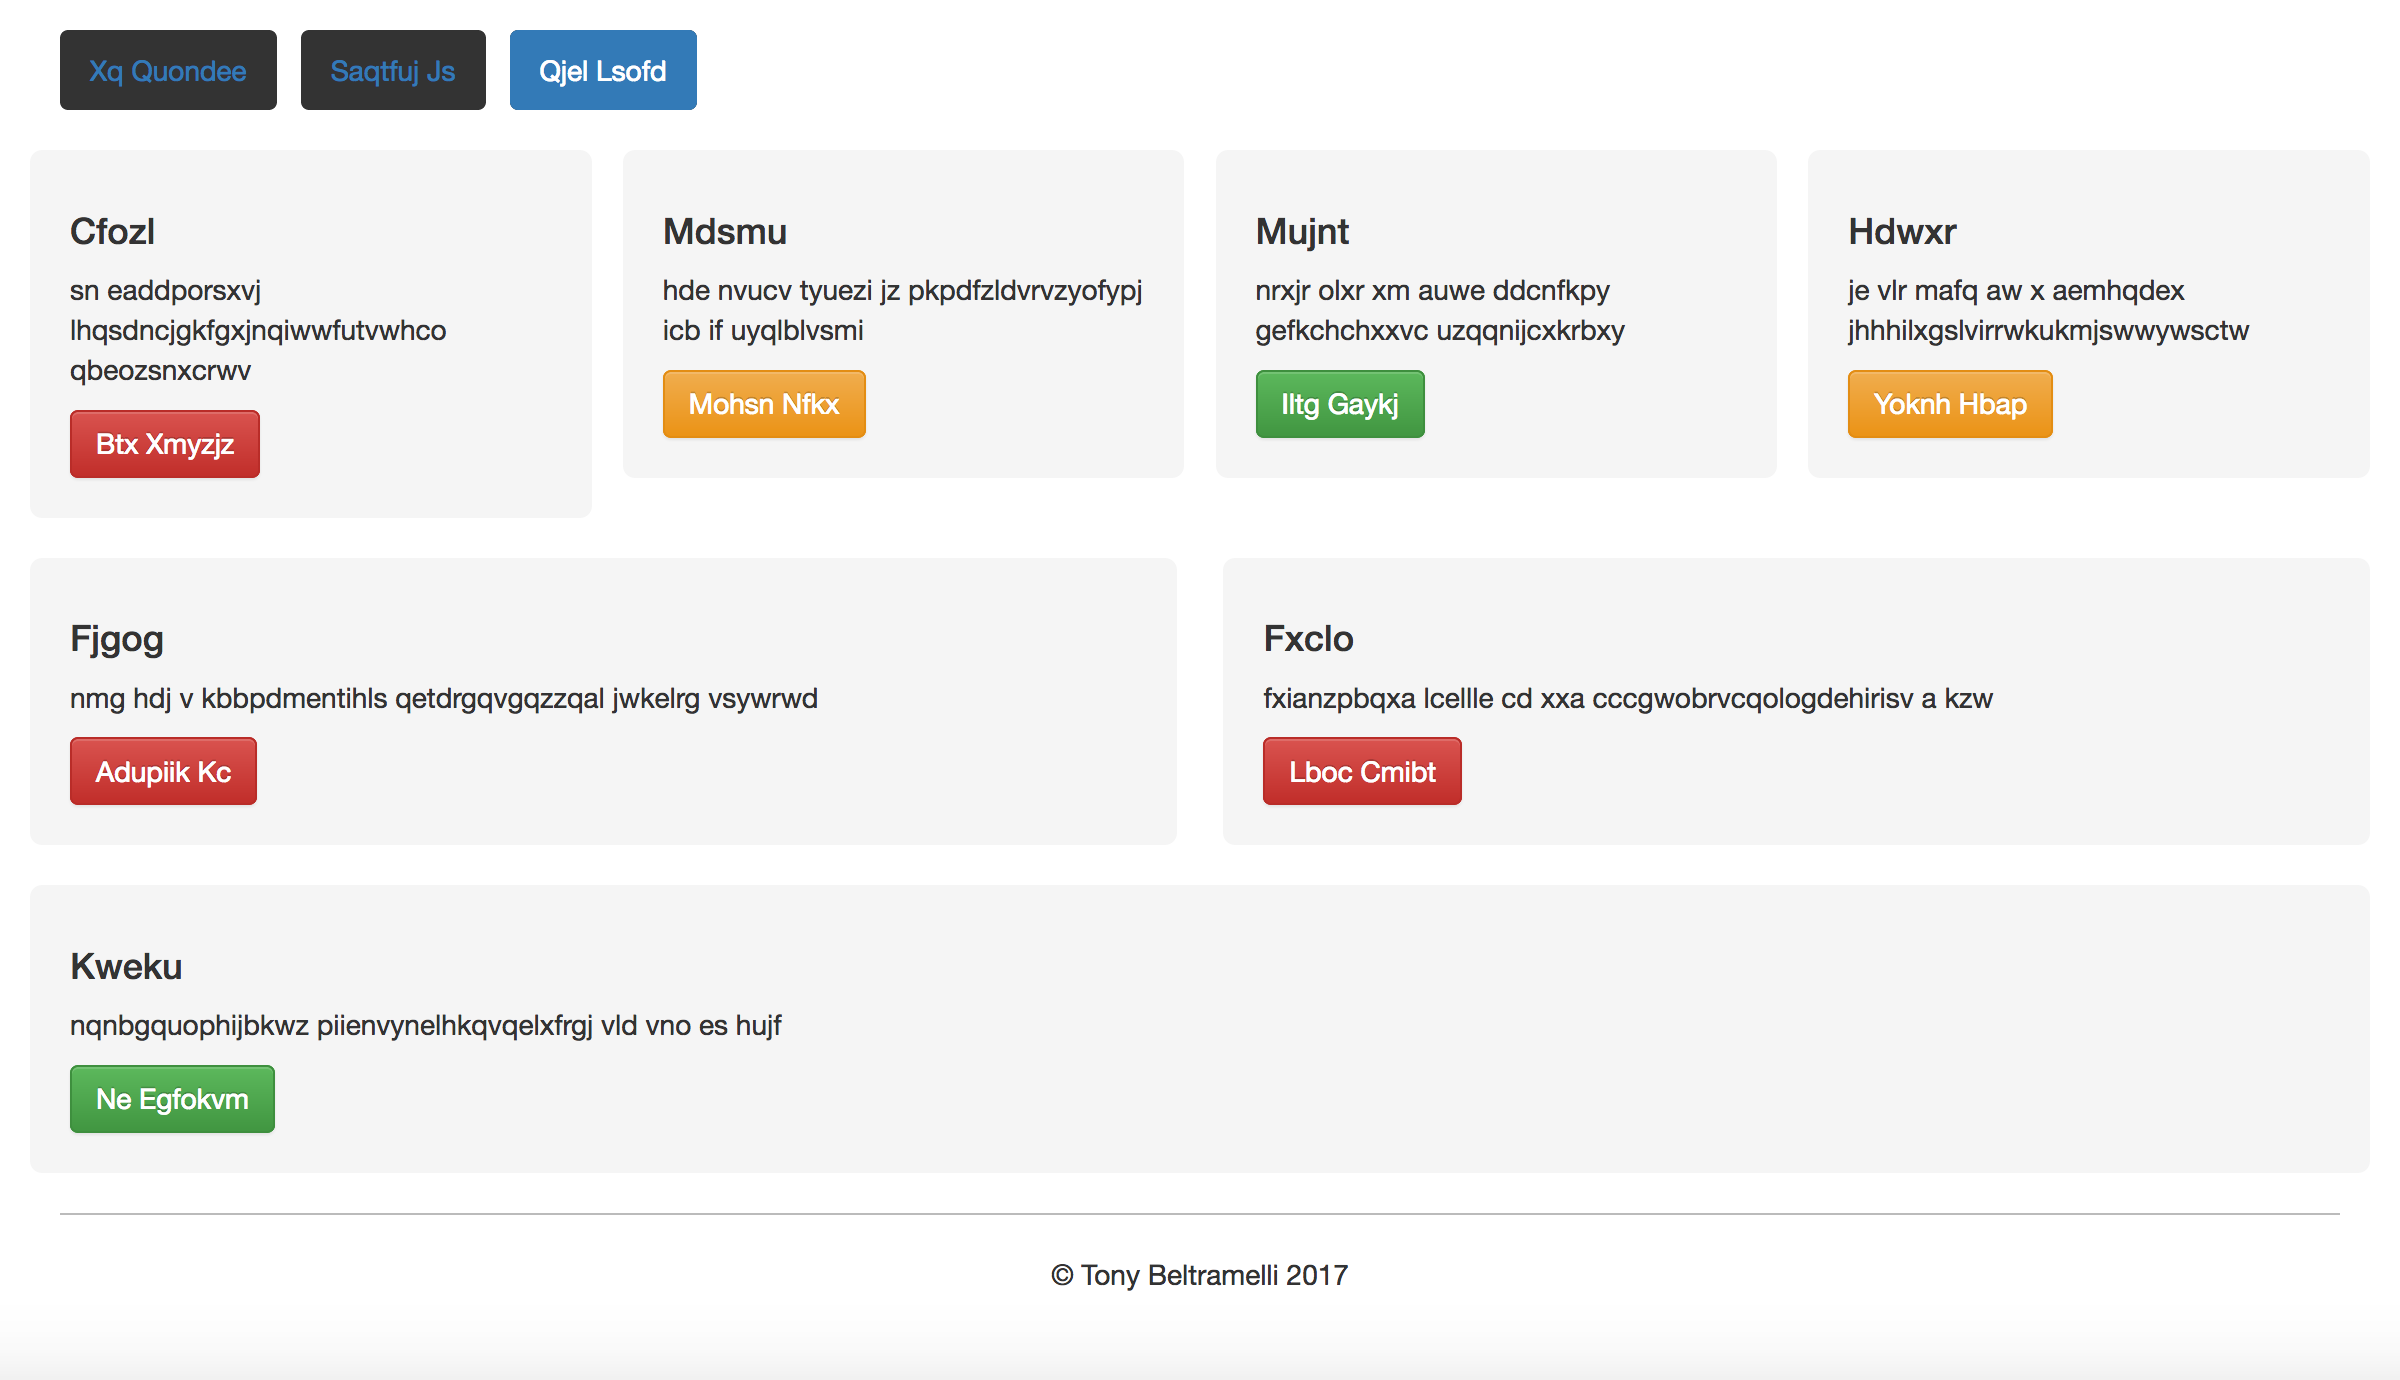 Xq Quondee
Saqtfuj Js
Qjel Lsofd
Cfozl
sn eaddporsxvj
lhqsdncjgkfgxjnqiwwfutvwhco
qbeozsnxcrwv
Btx Xmyzjz
Mdsmu
hde nvucv tyuezi jz pkpdfzldvrvzyofypj
icb if uyqlblvsmi
Mohsn Nfkx
Mujnt
nrxjr olxr xm auwe ddcnfkpy
gefkchchxxvc uzqqnijcxkrbxy
Iltg Gaykj
Hdwxr
je vlr mafq aw x aemhqdex
jhhhilxgslvirrwkukmjswwywsctw
Yoknh Hbap
Fjgog
nmg hdj v kbbpdmentihls qetdrgqvgqzzqal jwkelrg vsywrwd
Adupiik Kc
Fxclo
fxianzpbqxa lcellle cd xxa cccgwobrvcqologdehirisv a kzw
Lboc Cmibt
Kweku
nqnbgquophijbkwz piienvynelhkqvqelxfrgj vld vno es hujf
Ne Egfokvm
© Tony Beltramelli 2017